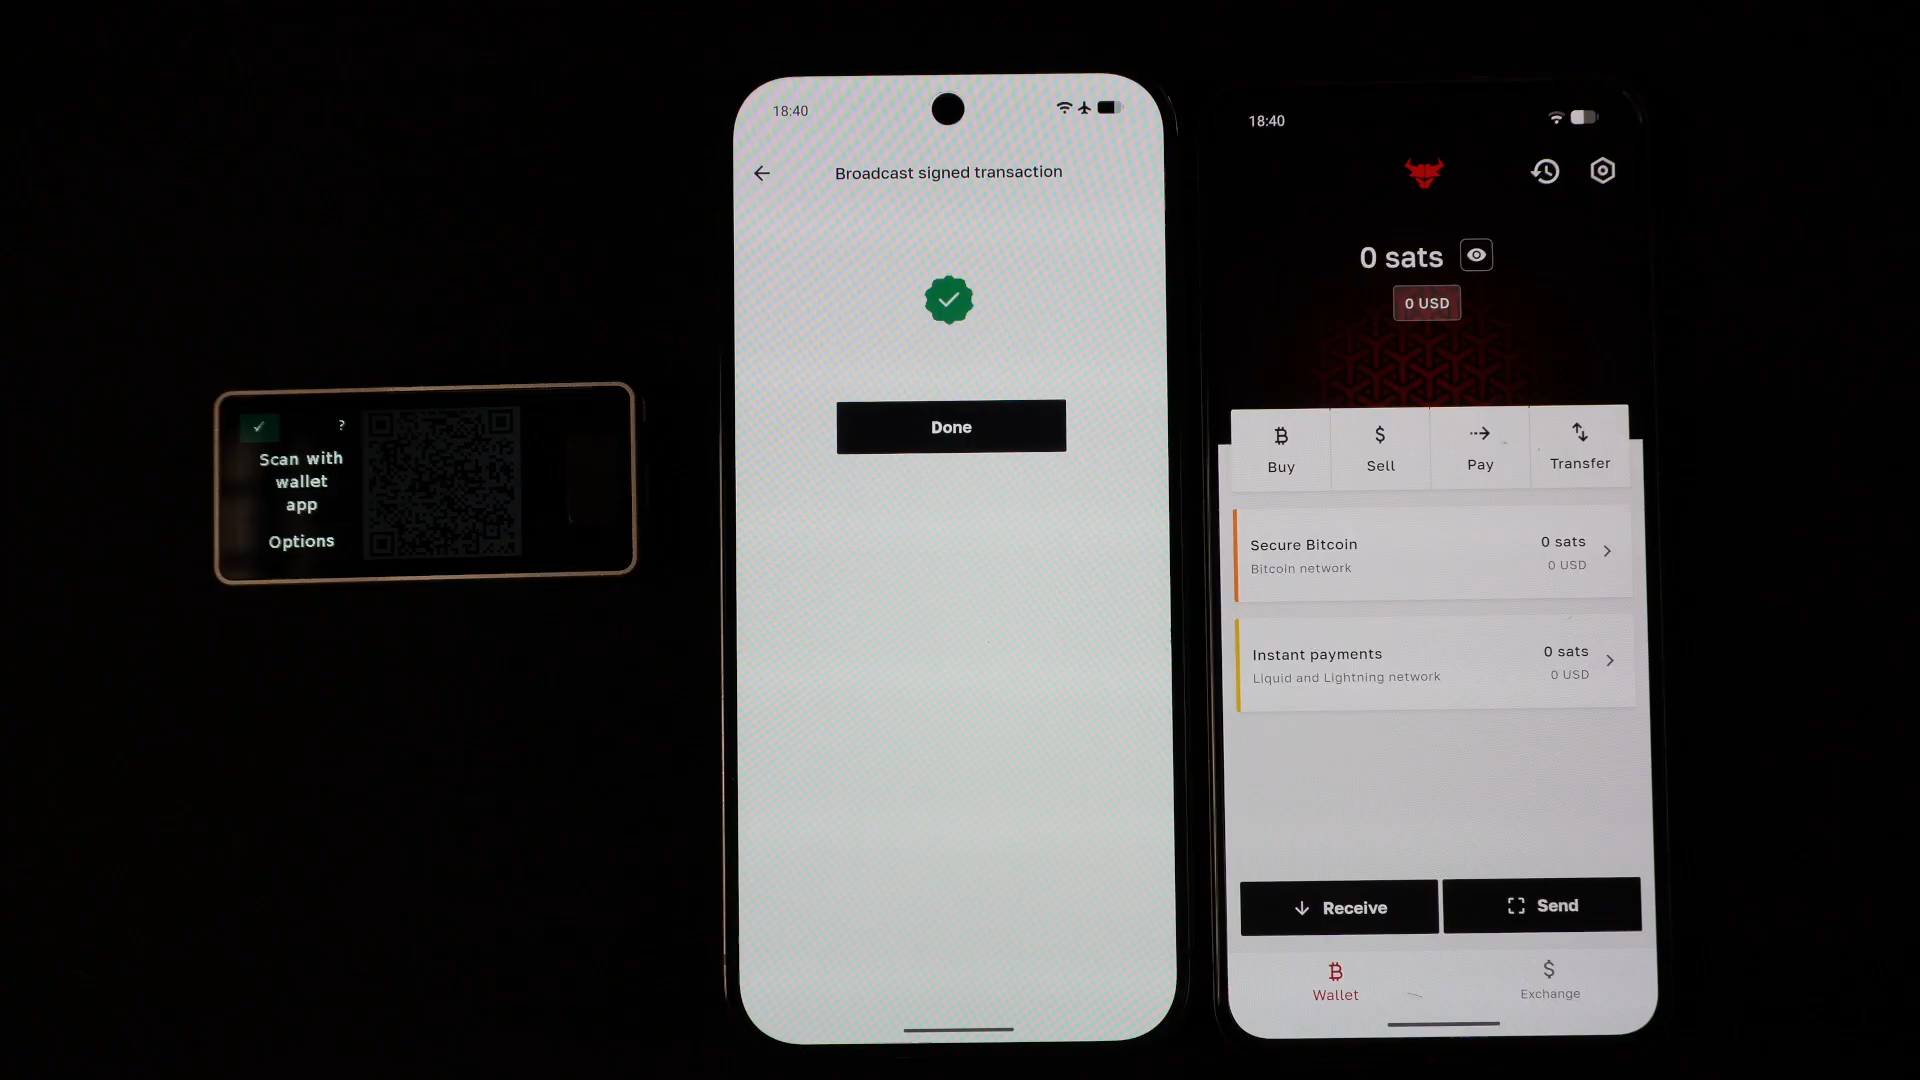 ?
Scan with
wallet
app
Options
18:40
Broadcast signed transaction
Done
18:40
0 sats
0 USD
Buy
Sell
Pay
Transfer
Secure Bitcoin
0 sats
Bitcoin network
0 USD
Instant payments
0 sats
Liquid and Lightning network
0 USD
Receive
Send
Wallet
Exchange